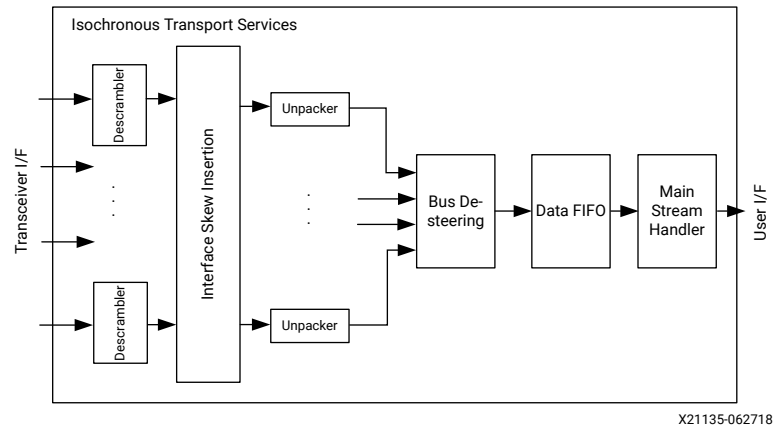 Isochronous Transport Services
Transceiver I/F
Descrambler
. . .
Descrambler
Interface Skew Insertion
Unpacker
. . .
Unpacker
Bus De-
steering
Data FIFO
Main
Stream
Handler
User I/F
X21135-062718